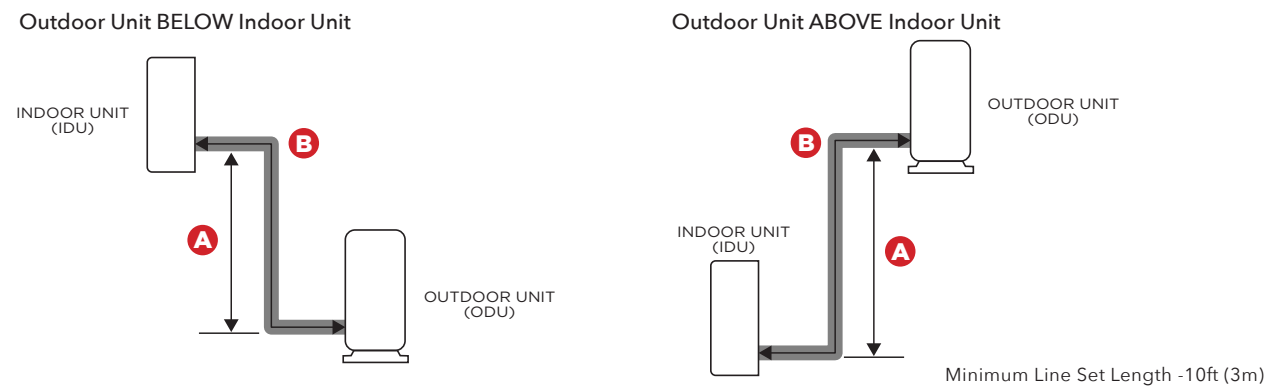 Outdoor Unit BELOW Indoor Unit
INDOOR UNIT
(IDU)
B
A
OUTDOOR UNIT
(ODU)
Outdoor Unit ABOVE Indoor Unit
OUTDOOR UNIT
(ODU)
B
INDOOR UNIT
(IDU)
A
Minimum Line Set Length -10ft (3m)